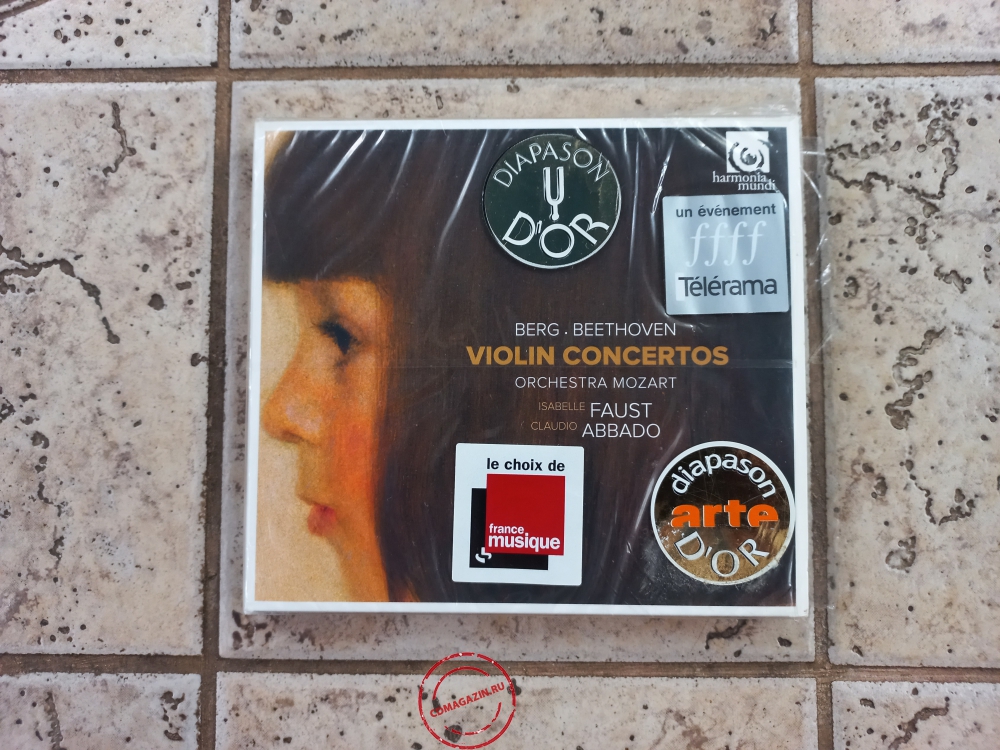 DIAPASON
D'OR
harmonia
mundi
un événement
ffff
Télérama
BERG . BEETHOVEN
VIOLIN CONCERTOS
ORCHESTRA MOZART
ISABELLE FAUST
CLAUDIO ABBADO
le choix de
france
musique
diapason
arte
D'OR
CDMAGAZIN.RU